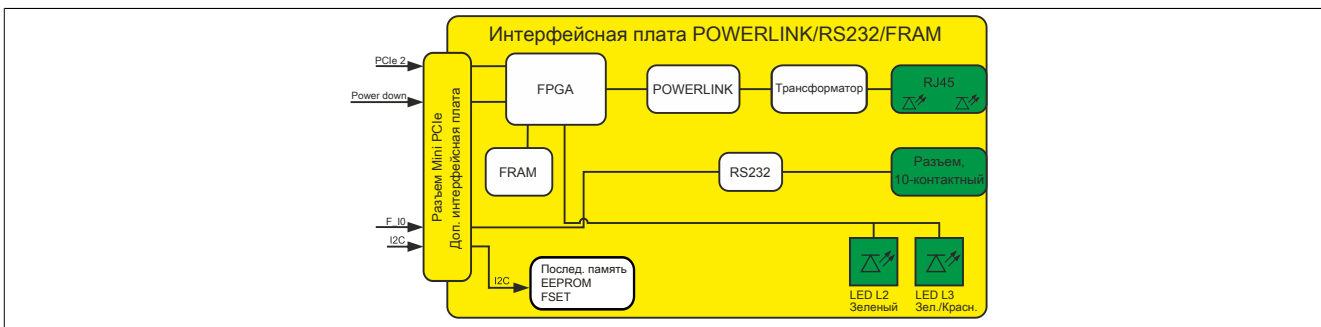 Интерфейсная плата POWERLINK/RS232/FRAM
PCIe 2
Power down
F_I0
I2C
Разъем Mini PCIe
Доп. интерфейсная плата
FPGA
POWERLINK
Трансформатор
RJ45
FRAM
RS232
Разъем,
10-контактный
I2C
Послед. память
EEPROM
FSET
LED L2
Зеленый
LED L3
Зел./Красн.